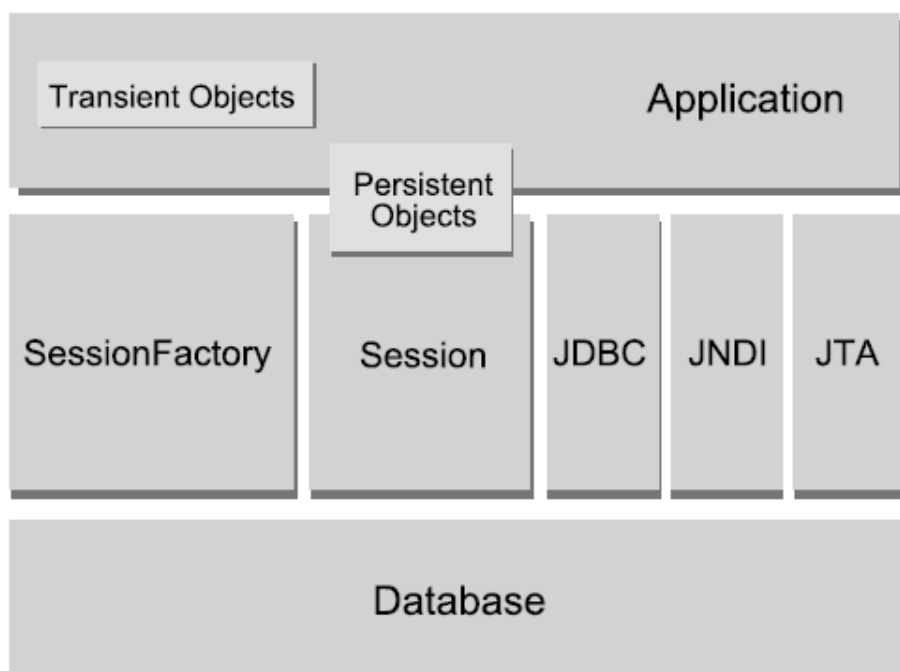 Transient Objects
Application
Persistent
Objects
SessionFactory
Session
JDBC
JNDI
JTA
Database